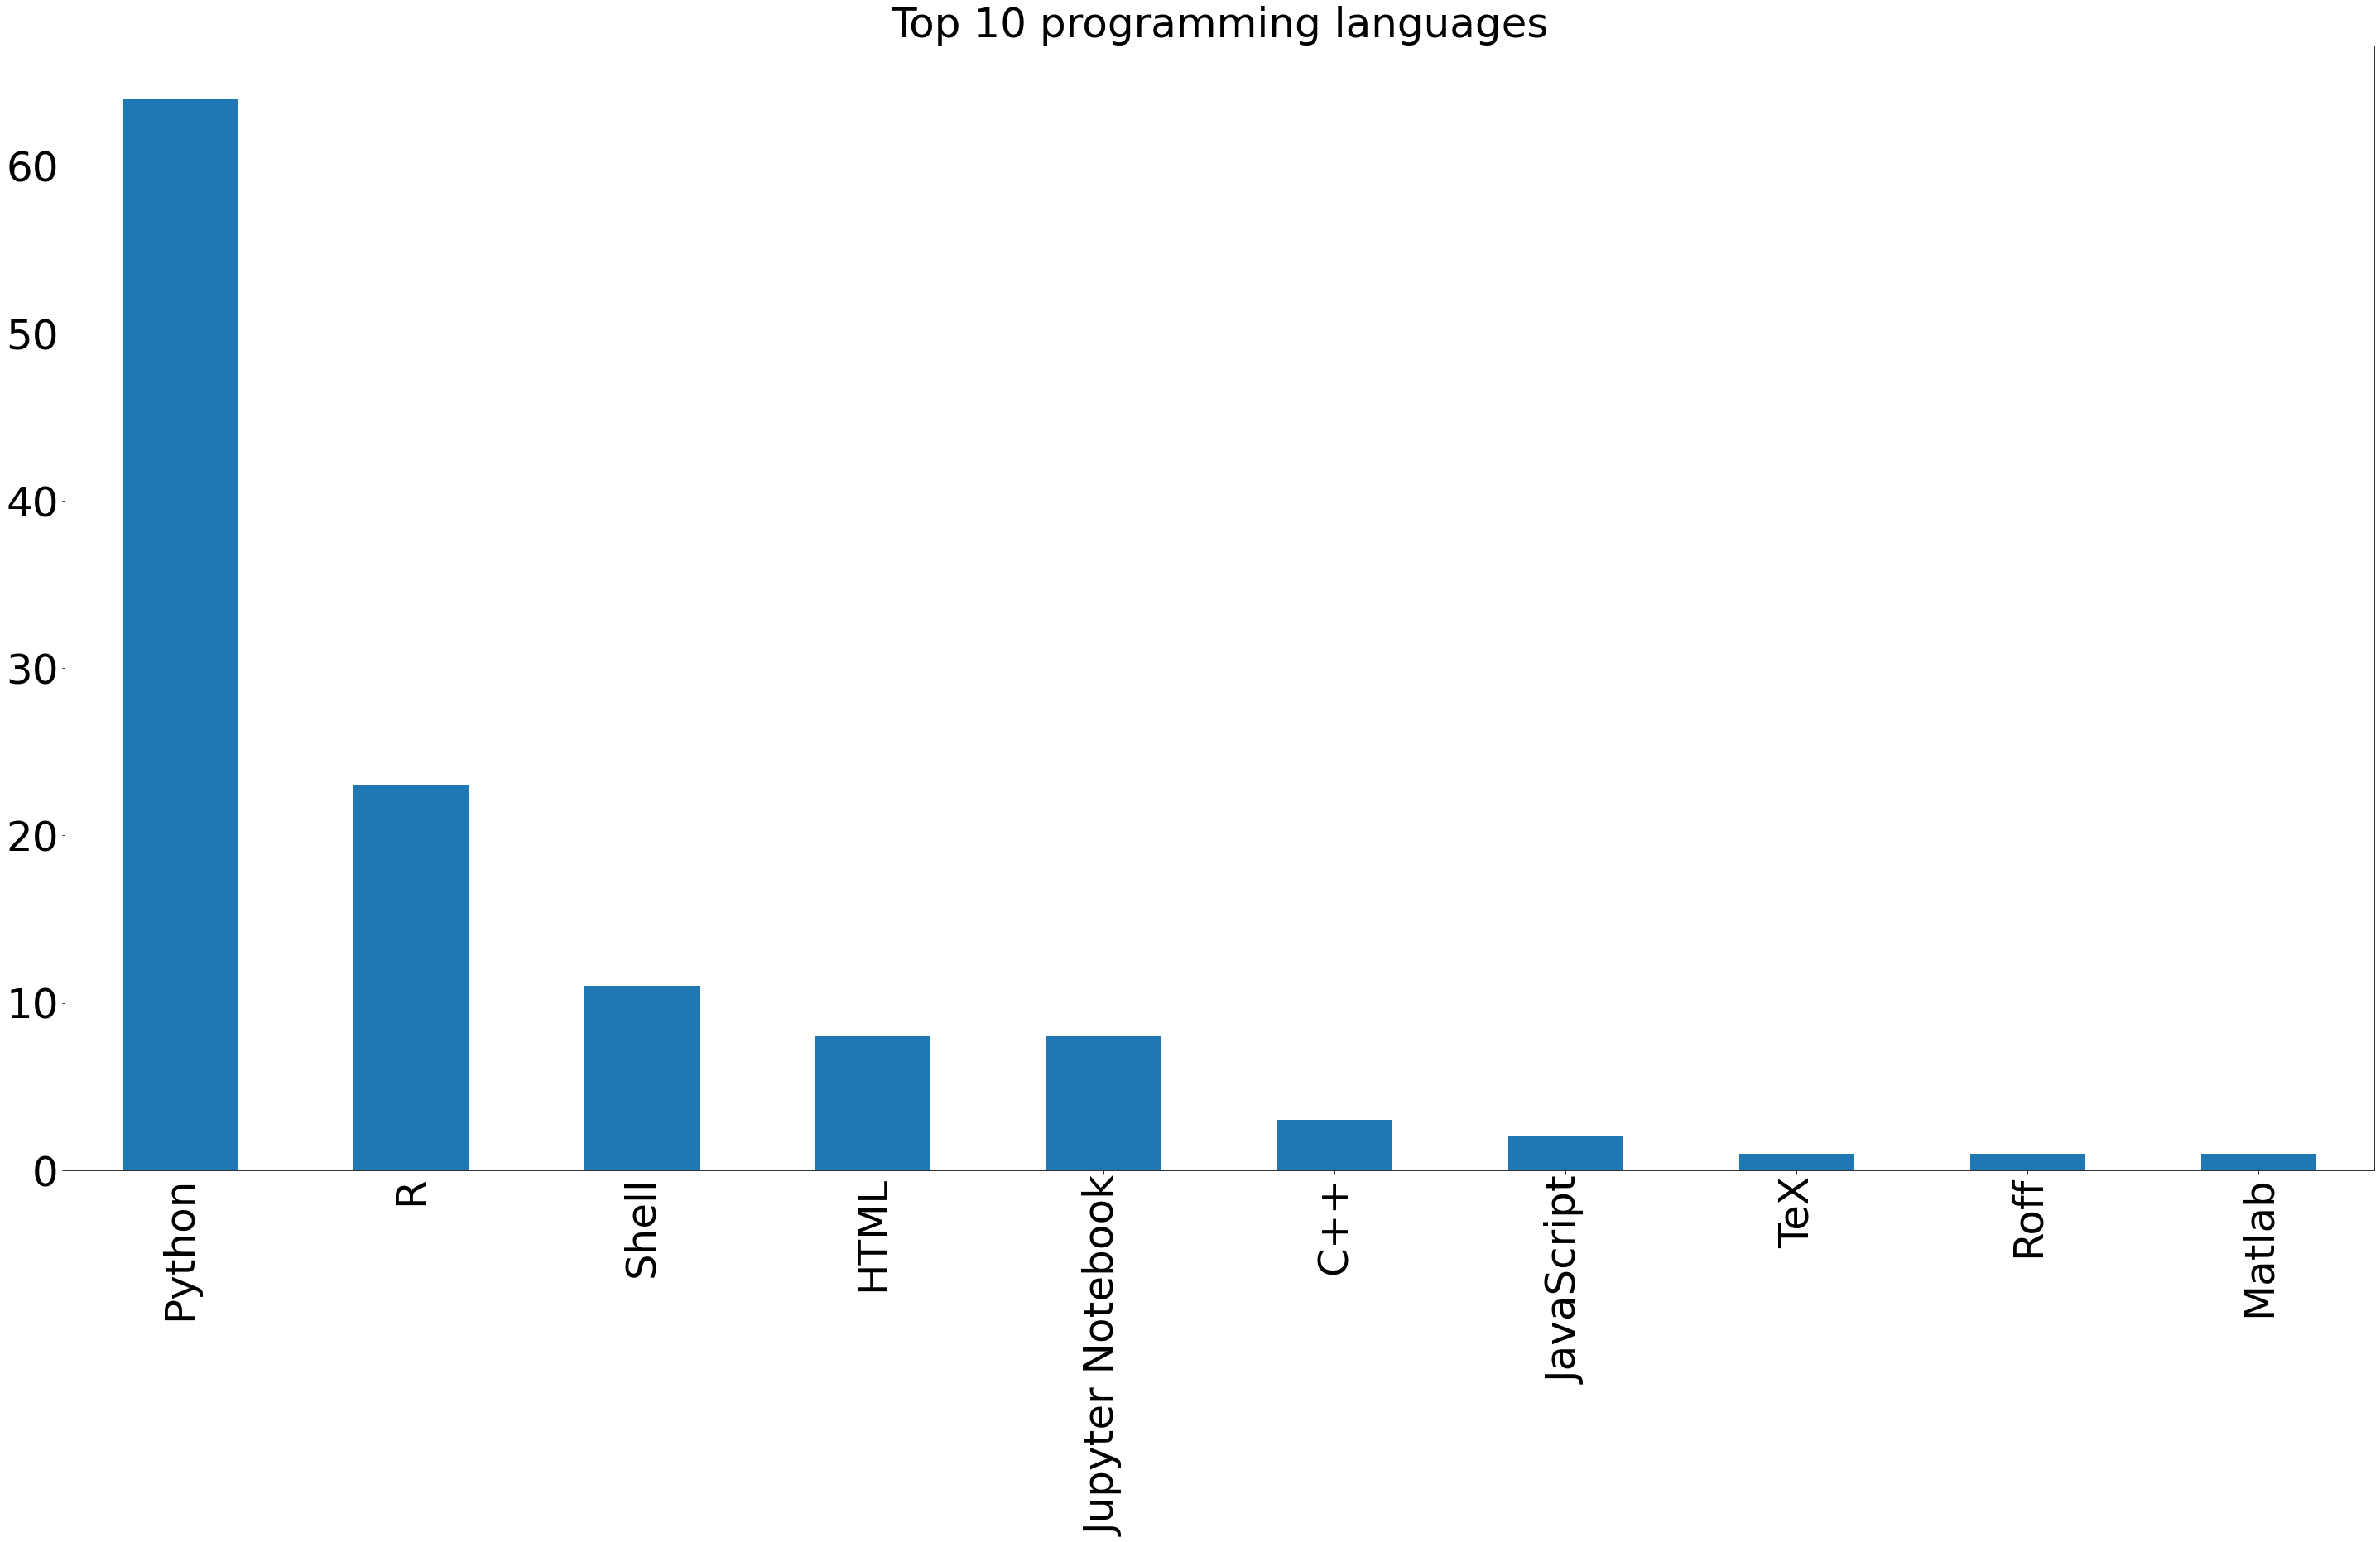 Top 10 programming languages
60
50
40
30
20
10
0
Python
R
Shell
HTML
Jupyter Notebook
C++
JavaScript
TeX
Roff
Matlab